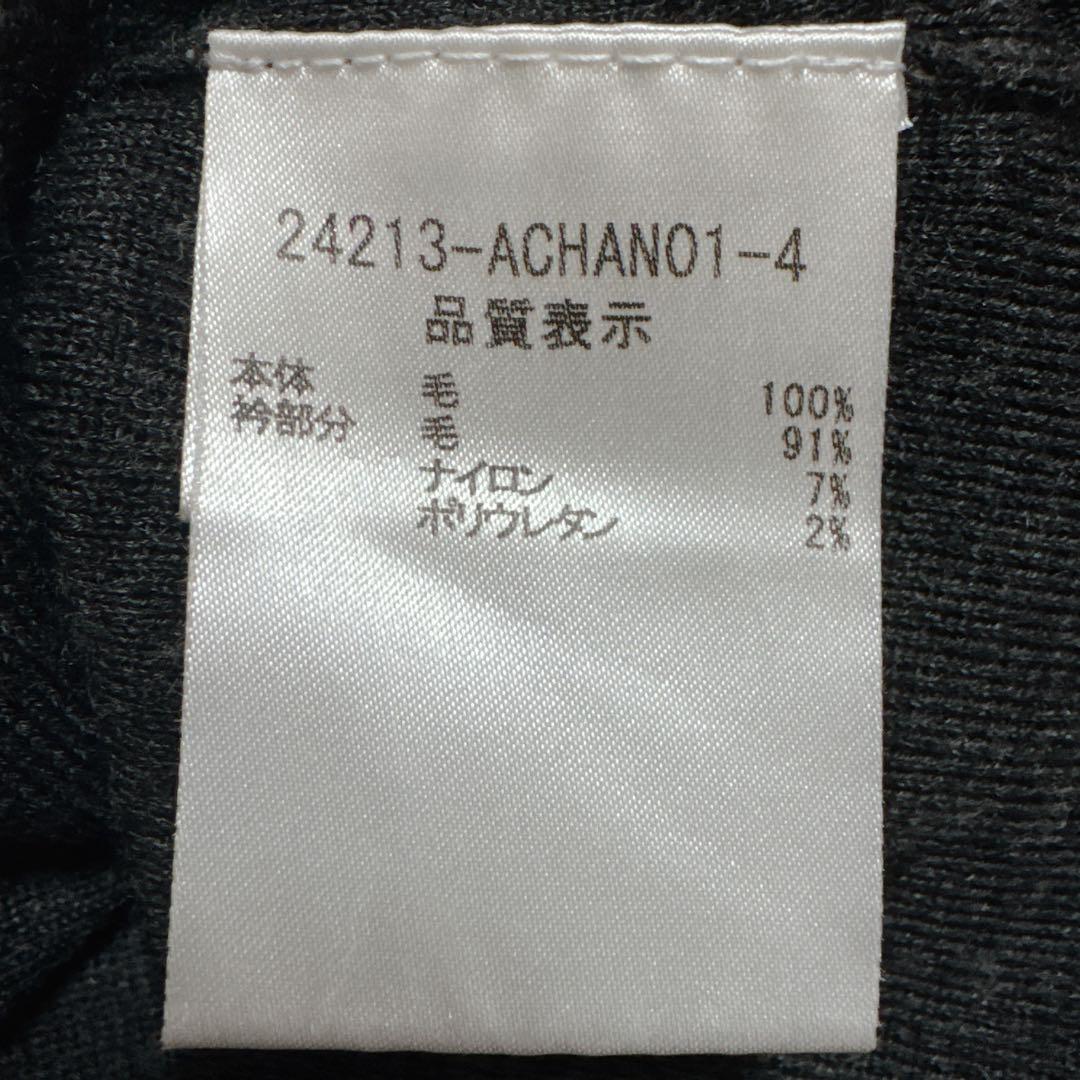 24213-ACHAN01-4
品質表示
本体 毛 100%
衿部分 毛 91%
ナイロン 7%
ポリウレタン 2%